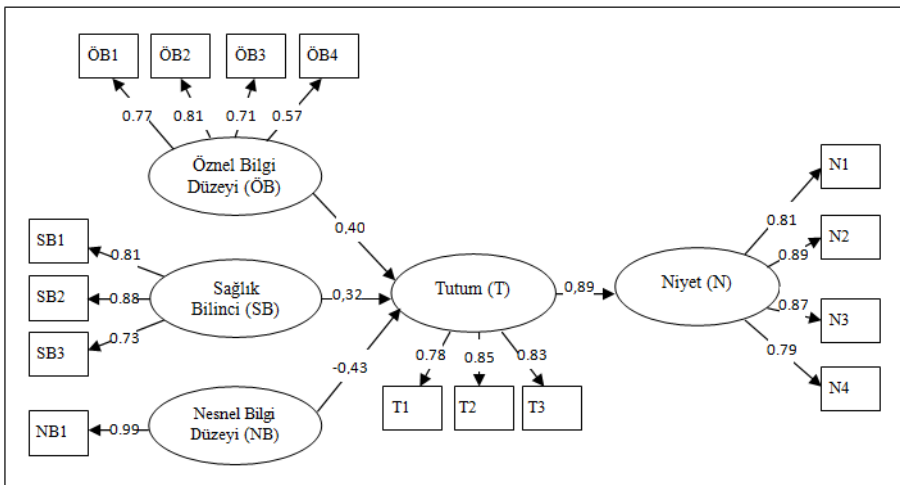 ÖB1 ÖB2 ÖB3 ÖB4
0.77 0.81 0.71 0.57
Öznel Bilgi
Düzeyi (ÖB)
0,40
SB1
SB2
SB3
0.81
0.88
0.73
Sağlık
Bilinci (SB)
0,32
NB1
0.99
Nesnel Bilgi
Düzeyi (NB)
-0,43
Tutum (T)
0.78 0.85 0.83
T1 T2 T3
0,89
Niyet (N)
0.81
0.89
0.87
0.79
N1
N2
N3
N4